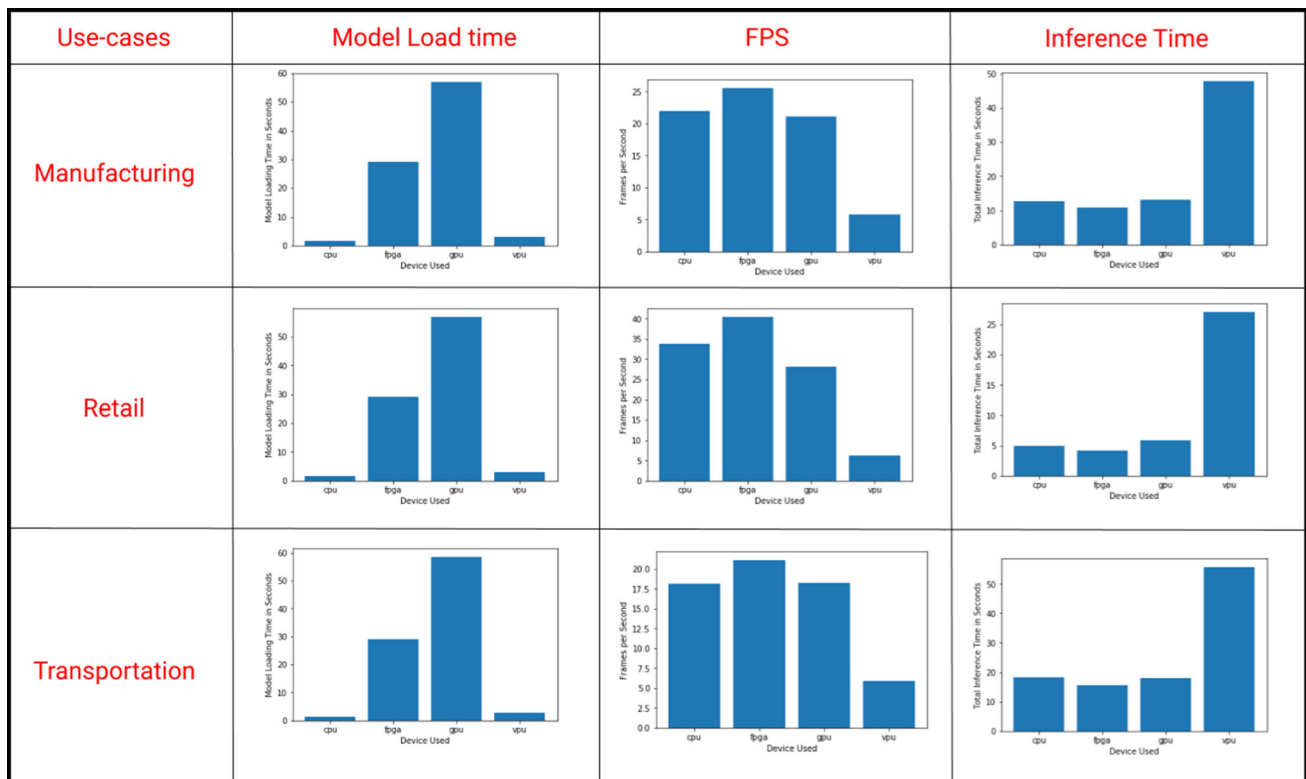 Use-cases
Model Load time
FPS
Inference Time
Manufacturing
Model Loading Time in Seconds
60
50
40
30
20
10
0
cpu fpga gpu vpu
Device Used
Frames per Second
25
20
15
10
5
0
cpu fpga gpu vpu
Device Used
Total Inference Time in Seconds
50
40
30
20
10
0
cpu fpga gpu vpu
Device Used
Retail
Model Loading Time in Seconds
50
40
30
20
10
0
cpu fpga gpu vpu
Device Used
Frames per Second
40
35
30
25
20
15
10
5
0
cpu fpga gpu vpu
Device Used
Total Inference Time in Seconds
25
20
15
10
5
0
cpu fpga gpu vpu
Device Used
Transportation
Model Loading Time in Seconds
60
50
40
30
20
10
0
cpu fpga gpu vpu
Device Used
Frames per Second
20.0
17.5
15.0
12.5
10.0
7.5
5.0
2.5
0.0
cpu fpga gpu vpu
Device Used
Total Inference Time in Seconds
50
40
30
20
10
0
cpu fpga gpu vpu
Device Used